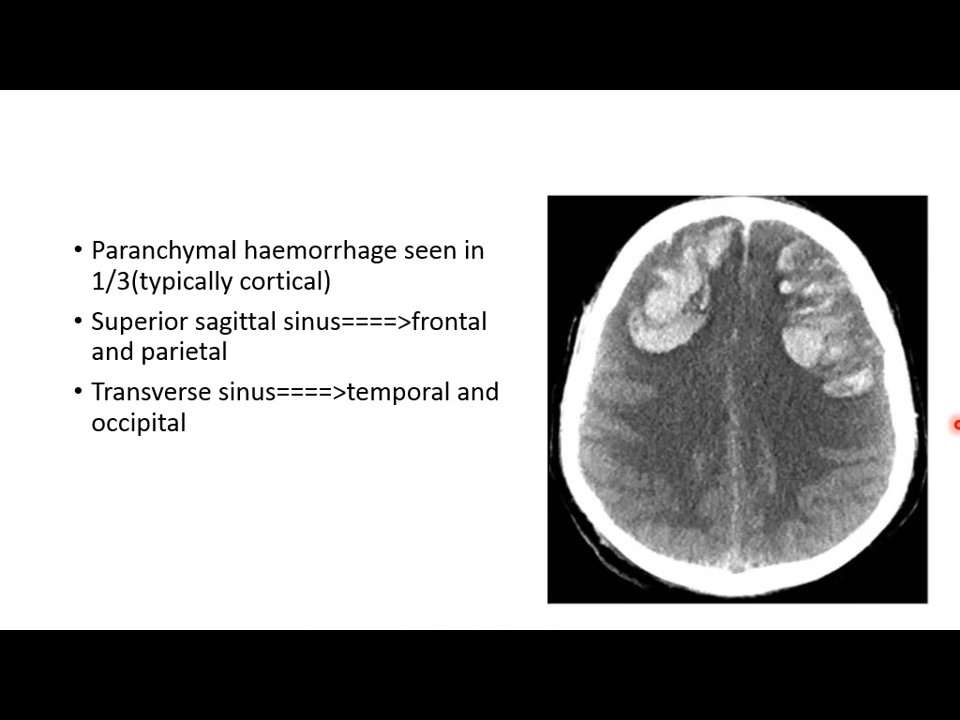 • Paranchymal haemorrhage seen in
1/3(typically cortical)
• Superior sagittal sinus====>frontal
and parietal
• Transverse sinus====>temporal and
occipital